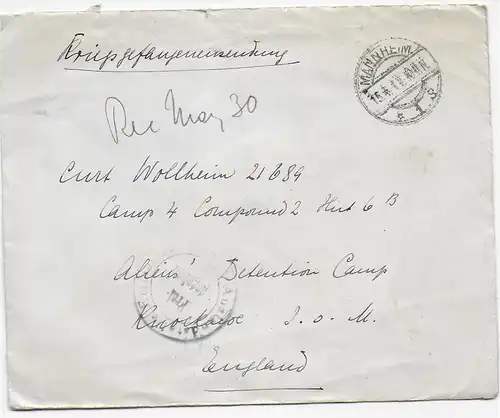 Kriegsgefangenensendung
MANNHEIM
Rec May 30
Curt Wollheim 21689
Camp 4 Compound 2 Hut 6 B
Aliens' Detention Camp
Knockaloe I. o. M.
England